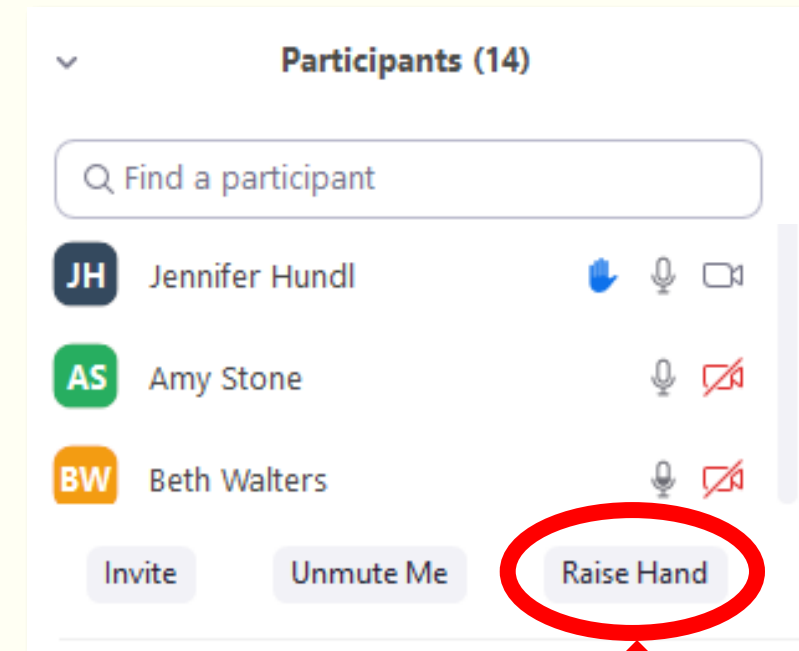 Participants (14)
Find a participant
JH Jennifer Hundl
AS Amy Stone
BW Beth Walters
Invite Unmute Me Raise Hand